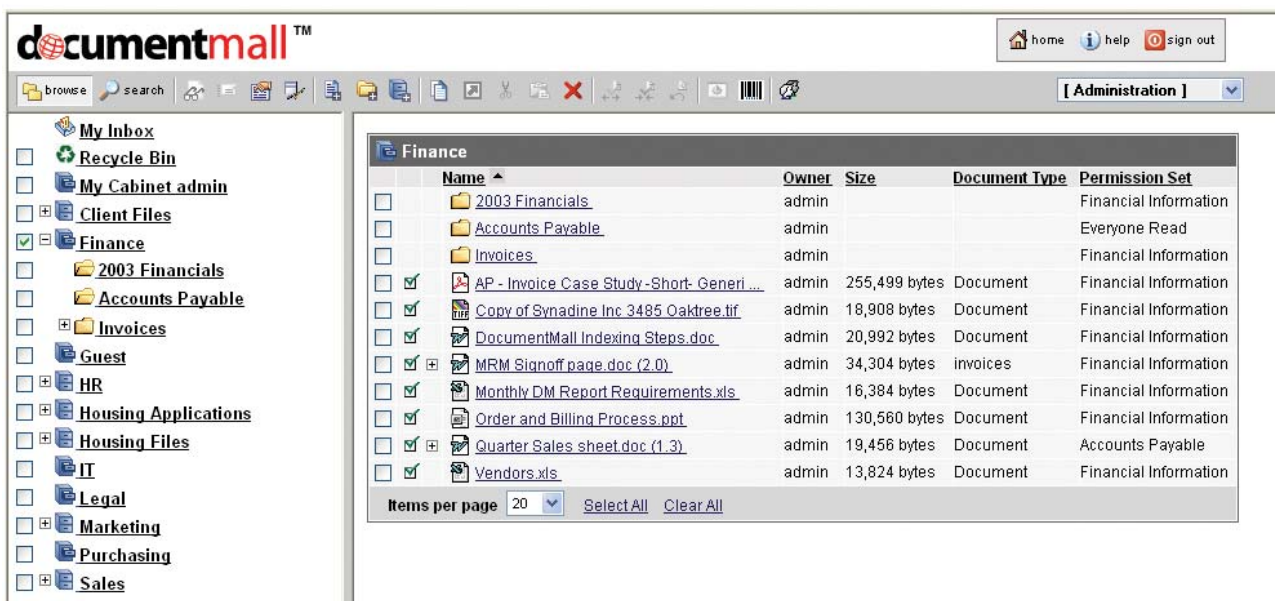 documentmall™
home help sign out
browse search [ Administration ]
My Inbox
Recycle Bin
My Cabinet admin
Client Files
Finance
2003 Financials
Accounts Payable
Invoices
Guest
HR
Housing Applications
Housing Files
IT
Legal
Marketing
Purchasing
Sales
Finance
Name Owner Size Document Type Permission Set
2003 Financials admin Financial Information
Accounts Payable admin Everyone Read
Invoices admin Financial Information
AP - Invoice Case Study -Short- Generi ... admin 255,499 bytes Document Financial Information
Copy of Synadine Inc 3485 Oaktree.tif admin 18,908 bytes Document Financial Information
DocumentMall Indexing Steps.doc admin 20,992 bytes Document Financial Information
MRM Signoff page.doc (2.0) admin 34,304 bytes invoices Financial Information
Monthly DM Report Requirements.xls admin 16,384 bytes Document Financial Information
Order and Billing Process.ppt admin 130,560 bytes Document Financial Information
Quarter Sales sheet.doc (1.3) admin 19,456 bytes Document Accounts Payable
Vendors.xls admin 13,824 bytes Document Financial Information
Items per page 20 Select All Clear All